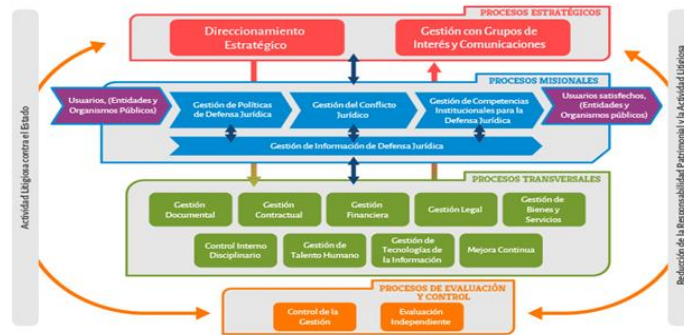 PROCESOS ESTRATÉGICOS
Direccionamiento
Estratégico
Gestión con Grupos de
Interés y Comunicaciones
PROCESOS MISIONALES
Usuarios, (Entidades y
Organismos Públicos)
Gestión de Políticas
de Defensa Jurídica
Gestión del Conflicto
Jurídico
Gestión de Competencias
Institucionales para la
Defensa Jurídica
Usuarios satisfechos,
(Entidades y
Organismos públicos)
Gestión de Información de Defensa Jurídica
Actividad Litigiosa contra el Estado
Reducción de la Responsabilidad Patrimonial y la Actividad Litigiosa
PROCESOS TRANSVERSALES
Gestión
Documental
Gestión
Contractual
Gestión
Financiera
Gestión Legal
Gestión de
Bienes y
Servicios
Control Interno
Disciplinario
Gestión de
Talento Humano
Gestión de
Tecnologías de
la Información
Mejora Continua
PROCESOS DE EVALUACIÓN
Y CONTROL
Control de la
Gestión
Evaluación
Independiente